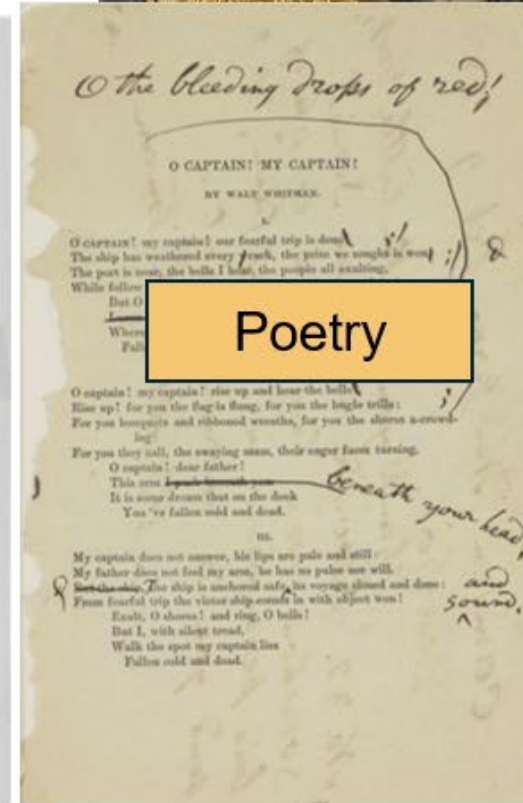 O the bleeding drops of red!
O CAPTAIN! MY CAPTAIN!
BY WALT WHITMAN.
I.
O CAPTAIN! my captain! our fearful trip is done
The ship has weathered every rack, the prize we sought is won
The port is near, the bells I hear, the people all exulting,
While follow
But O
Where
Fall
Poetry
O captain! my captain! rise up and hear the bells
;
Rise up! for you the flag is flung, for you the bugle trills:
For you bouquets and ribboned wreaths, for you the shores a-crowd-
ing:
For you they call, the swaying mass, their eager faces turning.
O captain! dear father!
This arm I push beneath you
beneath your head,
It is some dream that on the deck
You 've fallen cold and dead.
III.
My captain does not answer, his lips are pale and still:
My father does not feel my arm, he has no pulse nor will.
But the ship, The ship is anchored safe, its voyage closed and done:
and
sound,
From fearful trip the victor ship comes in with object won!
Exult, O shores! and ring, O bells!
But I, with silent tread,
Walk the spot my captain lies
Fallen cold and dead.